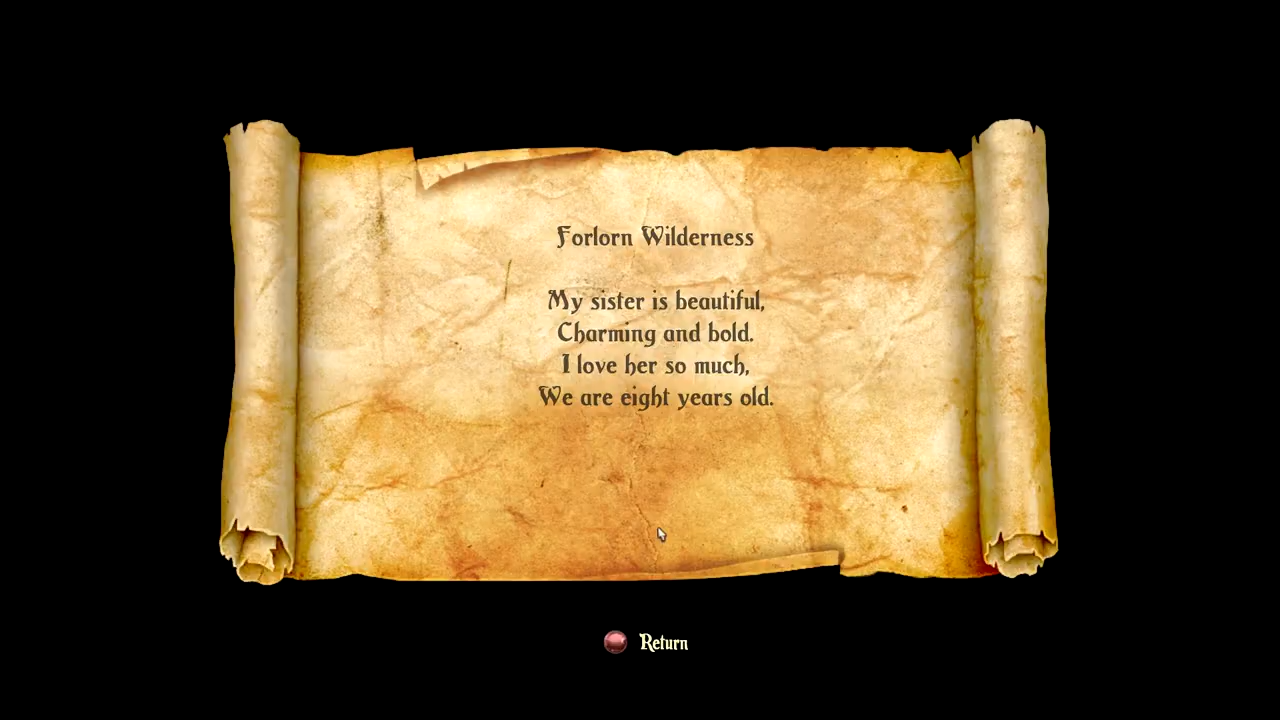 Forlorn Wilderness
My sister is beautiful,
Charming and bold.
I love her so much,
We are eight years old.
Return